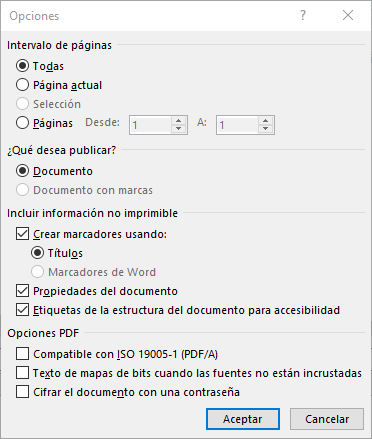 Opciones
Intervalo de páginas
Todas
Página actual
Selección
Páginas Desde: 1 A: 1
¿Qué desea publicar?
Documento
Documento con marcas
Incluir información no imprimible
Crear marcadores usando:
Títulos
Marcadores de Word
Propiedades del documento
Etiquetas de la estructura del documento para accesibilidad
Opciones PDF
Compatible con ISO 19005-1 (PDF/A)
Texto de mapas de bits cuando las fuentes no están incrustadas
Cifrar el documento con una contraseña
Aceptar Cancelar